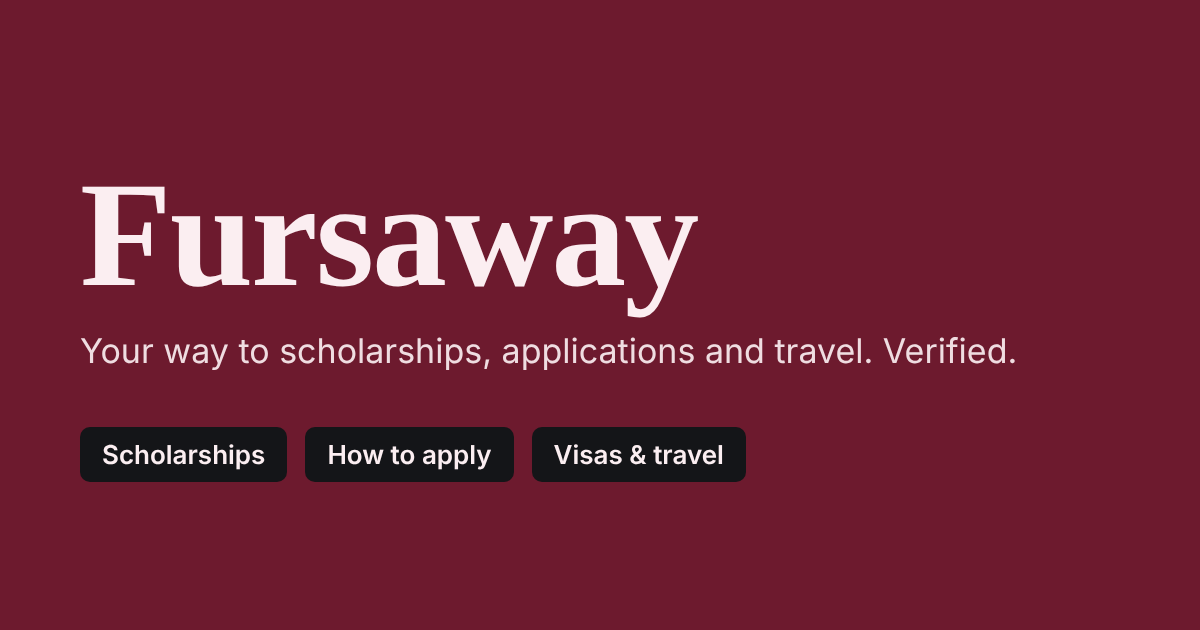 Fursaway
Your way to scholarships, applications and travel. Verified.
Scholarships How to apply Visas & travel